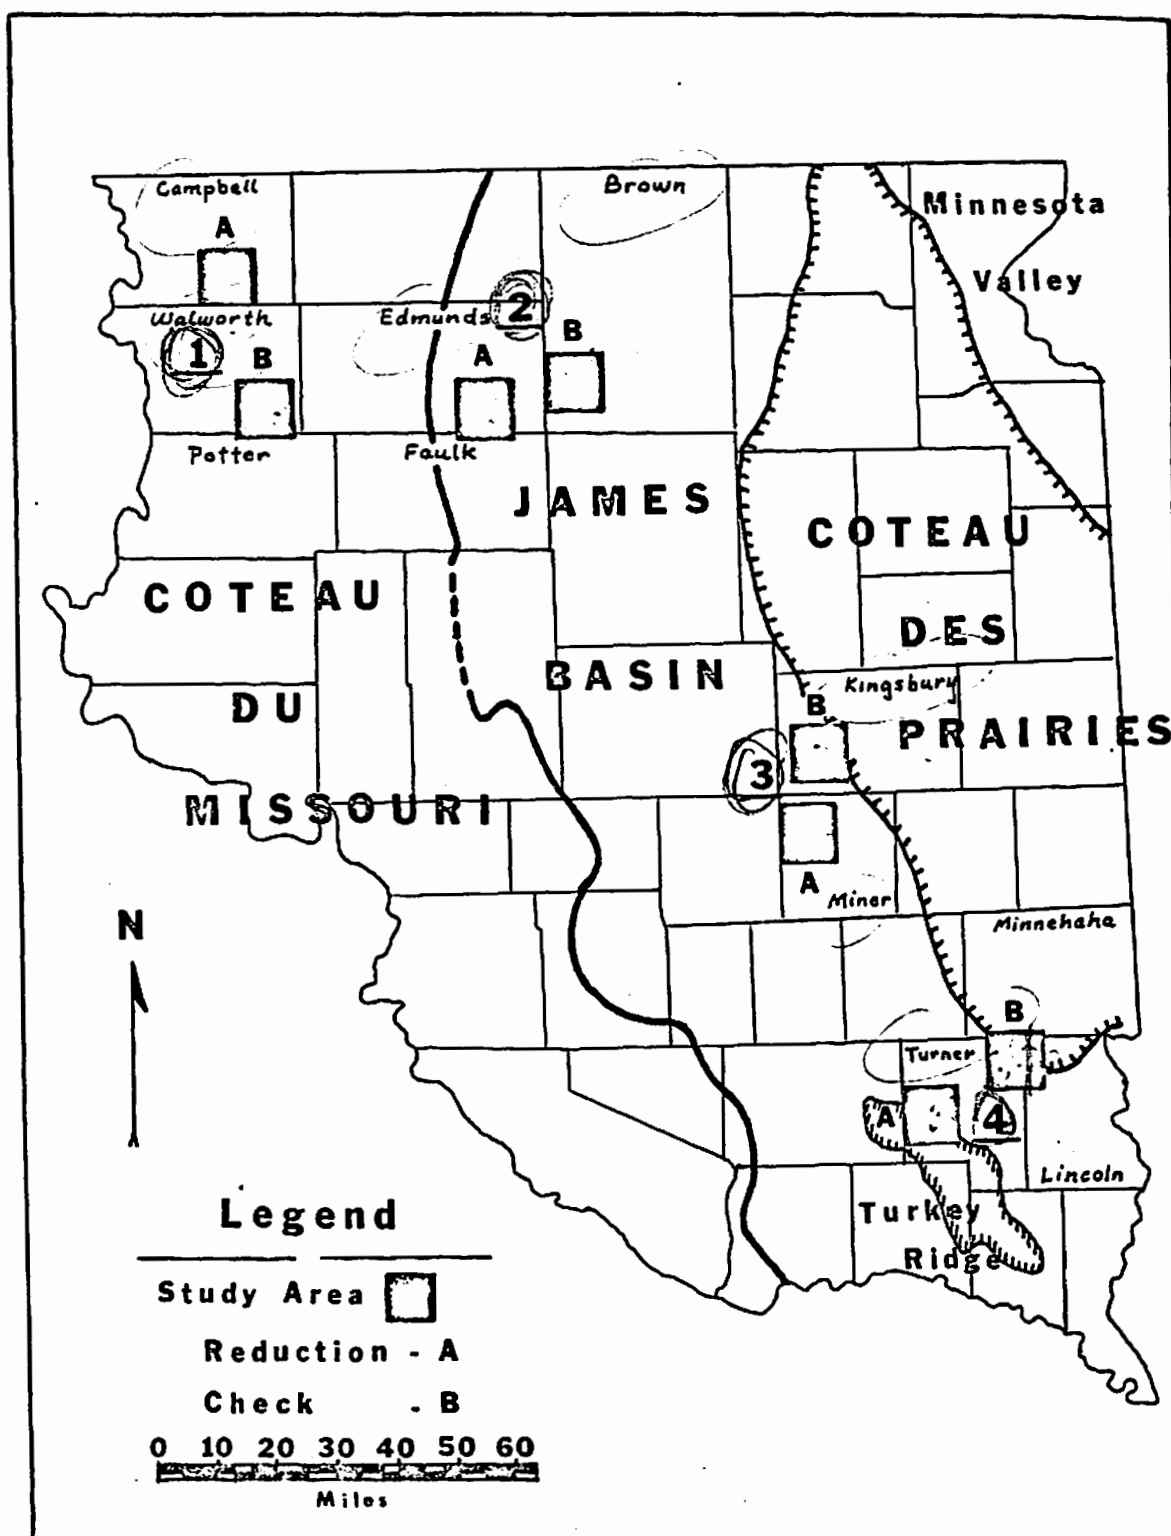 Campbell
Brown
Minnesota
Valley
A
Walworth
Edmunds
2
1
B
A
B
Potter
Faulk
JAMES
COTEAU
COTEAU
DES
BASIN
Kingsbury
DU
B
PRAIRIES
3
MISSOURI
A
Miner
N
Minnehaha
B
Turner
A
4
Lincoln
Turkey
Ridge
Legend
Study Area
Reduction - A
Check - B
0 10 20 30 40 50 60
Miles